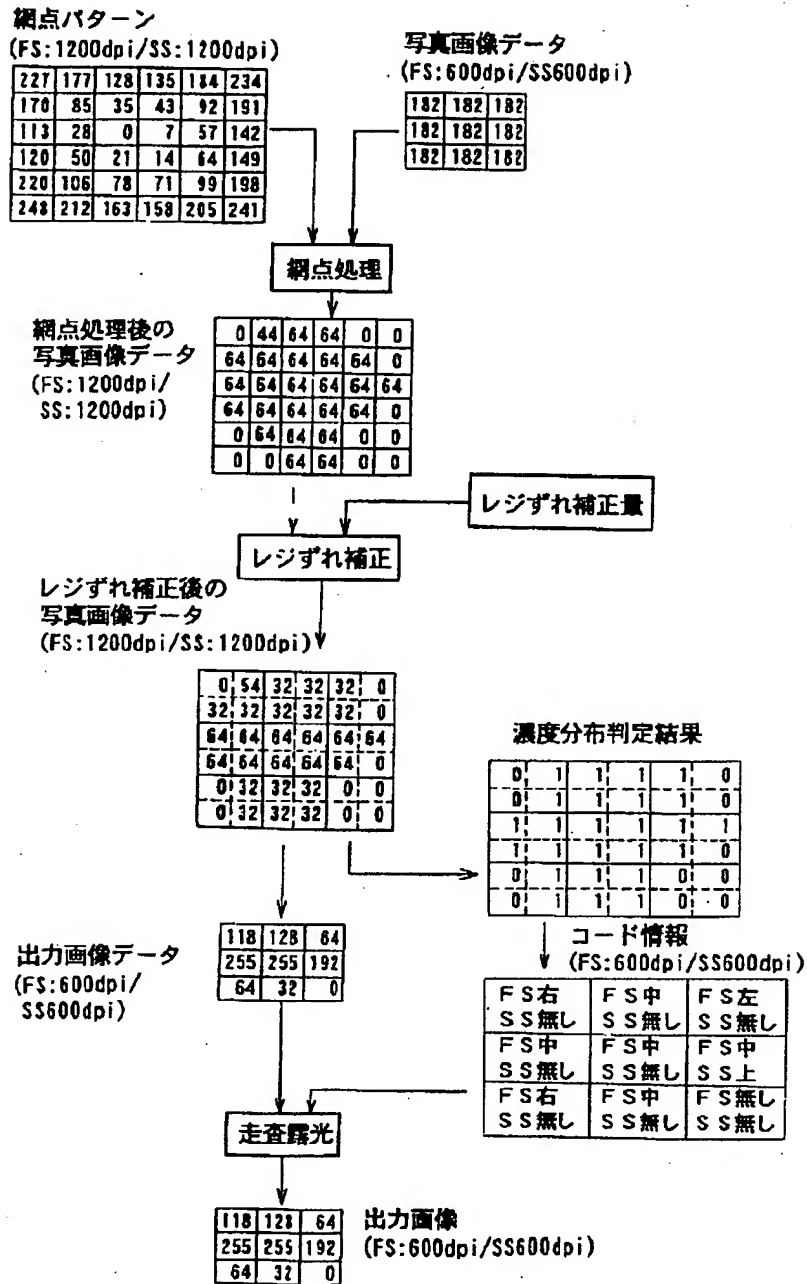 網点パターン
(FS:1200dpi/SS:1200dpi)
227 177 128 135 184 234
170 85 35 43 92 191
113 28 0 7 57 142
120 50 21 14 64 149
220 106 78 71 99 198
248 212 163 158 205 241
写真画像データ
(FS:600dpi/SS600dpi)
182 182 182
182 182 182
182 182 182
網点処理
網点処理後の
写真画像データ
(FS:1200dpi/
SS:1200dpi)
0 44 64 64 0 0
64 64 64 64 64 0
64 64 64 64 64 64
64 64 64 64 64 0
0 64 64 64 0 0
0 0 64 64 0 0
レジずれ補正量
レジずれ補正
レジずれ補正後の
写真画像データ
(FS:1200dpi/SS:1200dpi)
0 54 32 32 32 0
32 32 32 32 32 0
64 64 64 64 64 64
64 64 64 64 64 0
0 32 32 32 0 0
0 32 32 32 0 0
濃度分布判定結果
0 1 1 1 1 0
0 1 1 1 1 0
1 1 1 1 1 1
1 1 1 1 1 0
0 1 1 1 0 0
0 1 1 1 0 0
出力画像データ
(FS:600dpi/
SS600dpi)
118 128 64
255 255 192
64 32 0
コード情報
(FS:600dpi/SS600dpi)
FS右 FS中 FS左
SS無し SS無し SS無し
FS中 FS中 FS中
SS無し SS無し SS上
FS右 FS中 FS無し
SS無し SS無し SS無し
走査露光
118 128 64
255 255 192
64 32 0
出力画像
(FS:600dpi/SS600dpi)